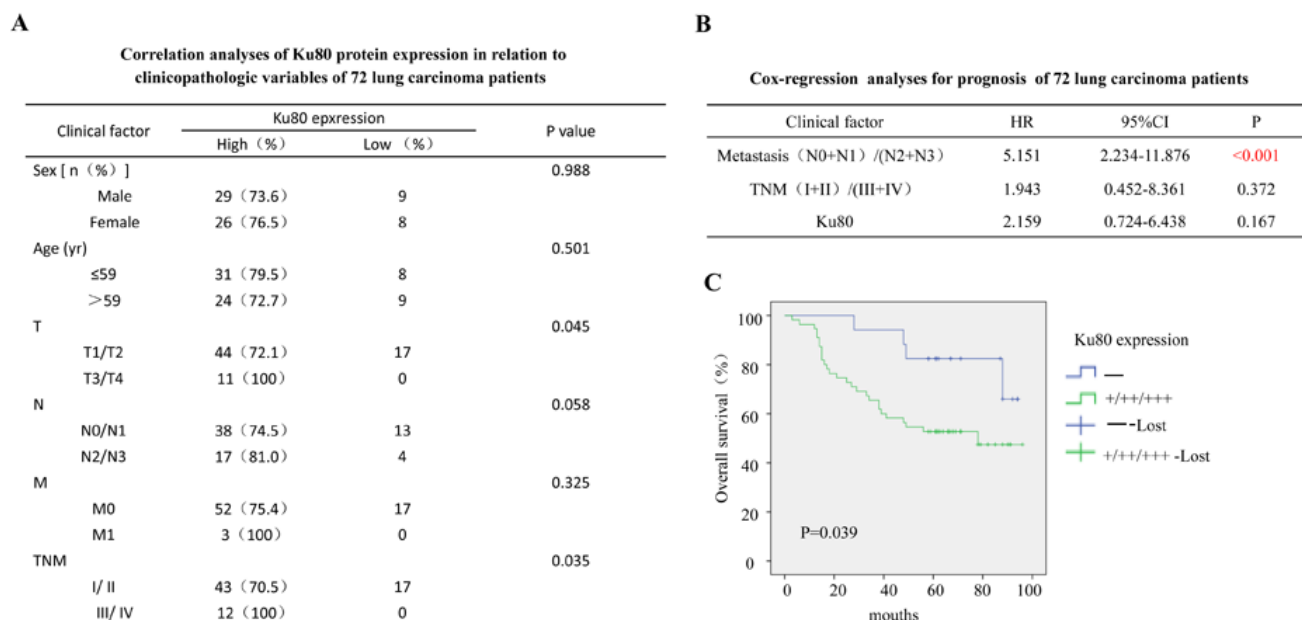 A
Correlation analyses of Ku80 protein expression in relation to
clinicopathologic variables of 72 lung carcinoma patients
Clinical factor Ku80 epxression P value
High（%） Low（%）
Sex [ n（%）] 0.988
Male 29（73.6） 9
Female 26（76.5） 8
Age (yr) 0.501
≤59 31（79.5） 8
＞59 24（72.7） 9
T 0.045
T1/T2 44（72.1） 17
T3/T4 11（100） 0
N 0.058
N0/N1 38（74.5） 13
N2/N3 17（81.0） 4
M 0.325
M0 52（75.4） 17
M1 3（100） 0
TNM 0.035
I/ II 43（70.5） 17
III/ IV 12（100） 0
B
Cox-regression analyses for prognosis of 72 lung carcinoma patients
Clinical factor HR 95%CI P
Metastasis（N0+N1）/(N2+N3） 5.151 2.234-11.876 <0.001
TNM（I+II）/(III+IV） 1.943 0.452-8.361 0.372
Ku80 2.159 0.724-6.438 0.167
C
Overall survival（%）
100
80
60
40
20
0
P=0.039
0 20 40 60 80 100
mouths
Ku80 expression
—
+/++/+++
—-Lost
+/++/+++ -Lost